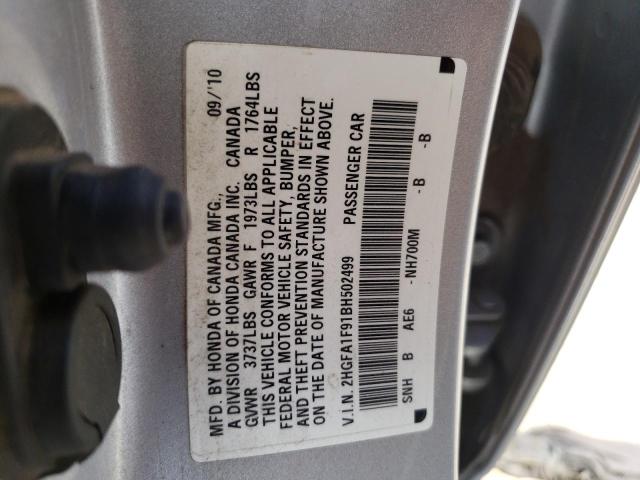 MFD. BY HONDA OF CANADA MFG., 09/'10
A DIVISION OF HONDA CANADA INC. CANADA
GVWR 3737LBS GAWR F 1973LBS R 1764LBS
THIS VEHICLE CONFORMS TO ALL APPLICABLE
FEDERAL MOTOR VEHICLE SAFETY, BUMPER,
AND THEFT PREVENTION STANDARDS IN EFFECT
ON THE DATE OF MANUFACTURE SHOWN ABOVE.
V.I.N. 2HGFA1F91BH502499 PASSENGER CAR
SNH B AE6 -NH700M -B -B